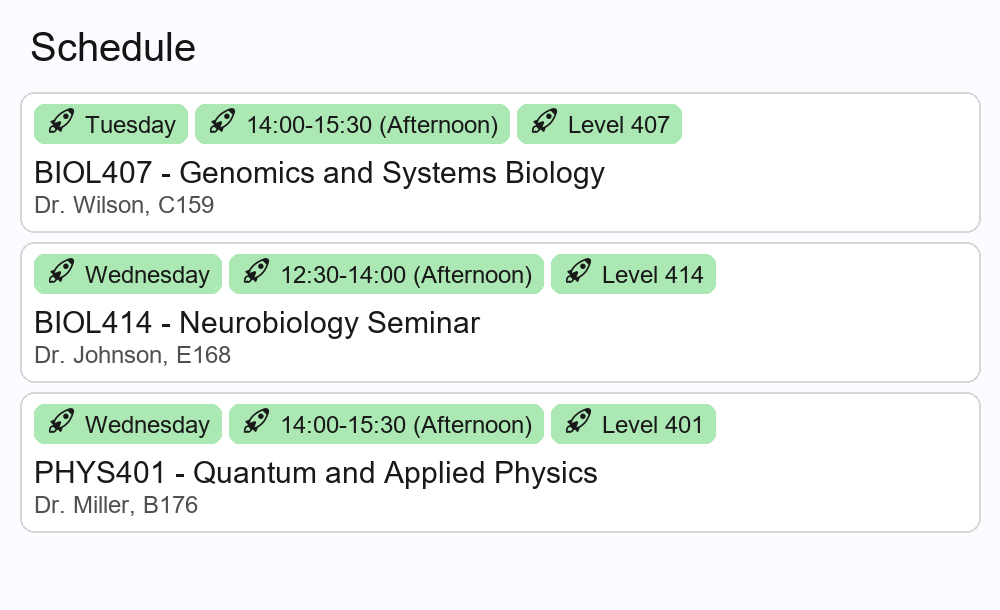 Schedule
Tuesday 14:00-15:30 (Afternoon) Level 407
BIOL407 - Genomics and Systems Biology
Dr. Wilson, C159
Wednesday 12:30-14:00 (Afternoon) Level 414
BIOL414 - Neurobiology Seminar
Dr. Johnson, E168
Wednesday 14:00-15:30 (Afternoon) Level 401
PHYS401 - Quantum and Applied Physics
Dr. Miller, B176